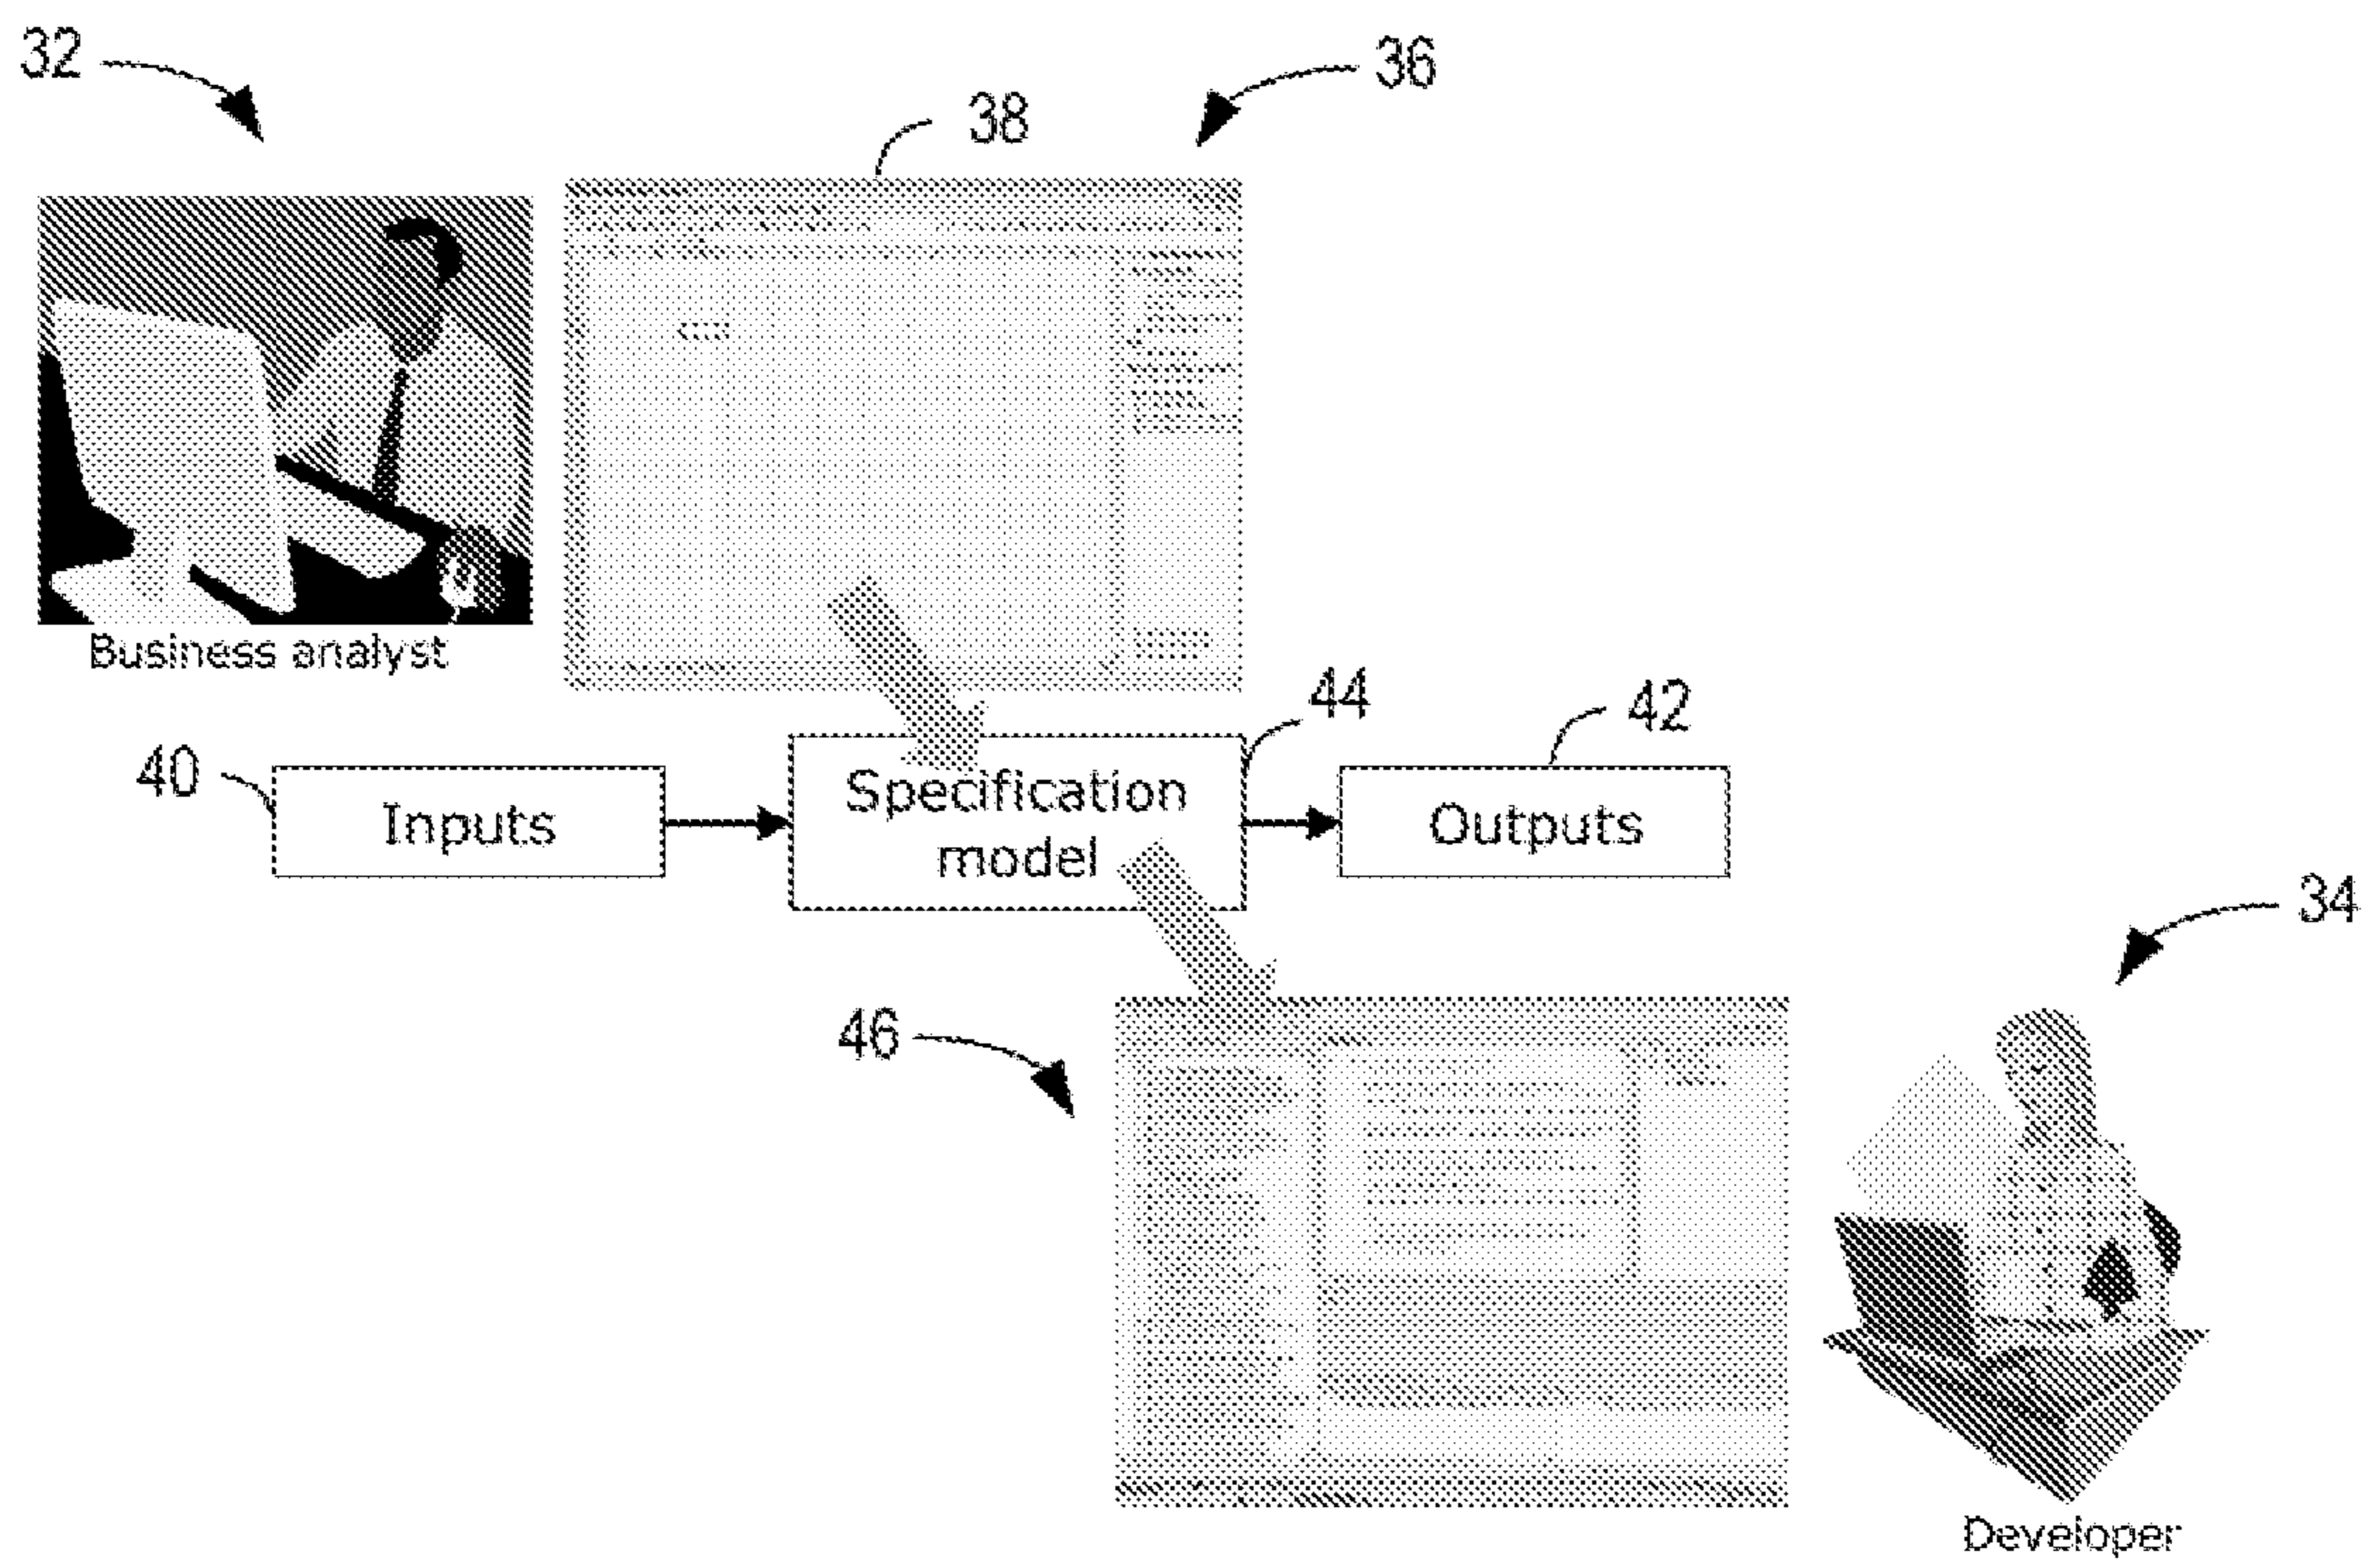 32
36
38
Business analyst
44
42
40
Inputs
Specification
model
Outputs
34
46
Developer